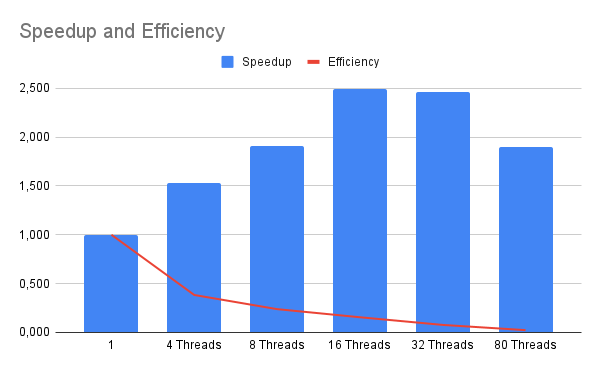 Speedup and Efficiency
Speedup Efficiency
2,500
2,000
1,500
1,000
0,500
0,000
1 4 Threads 8 Threads 16 Threads 32 Threads 80 Threads